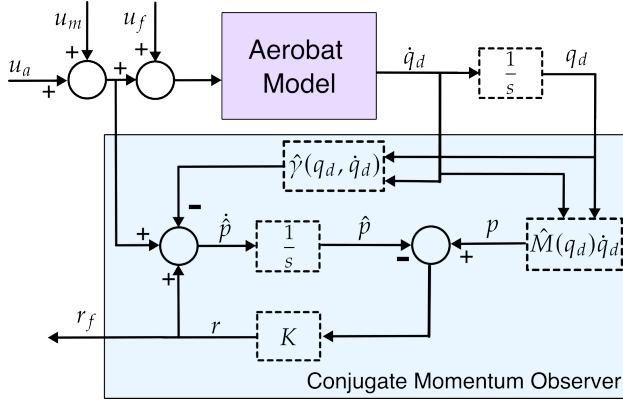 u_m
u_f
u_a
+
+
+
+
Aerobat
Model
q̇_d
1
s
q_d
γ̂(q_d, q̇_d)
-
+
+
p̂̇
1
s
p̂
-
+
p
M̂(q_d)q̇_d
r_f
r
K
Conjugate Momentum Observer